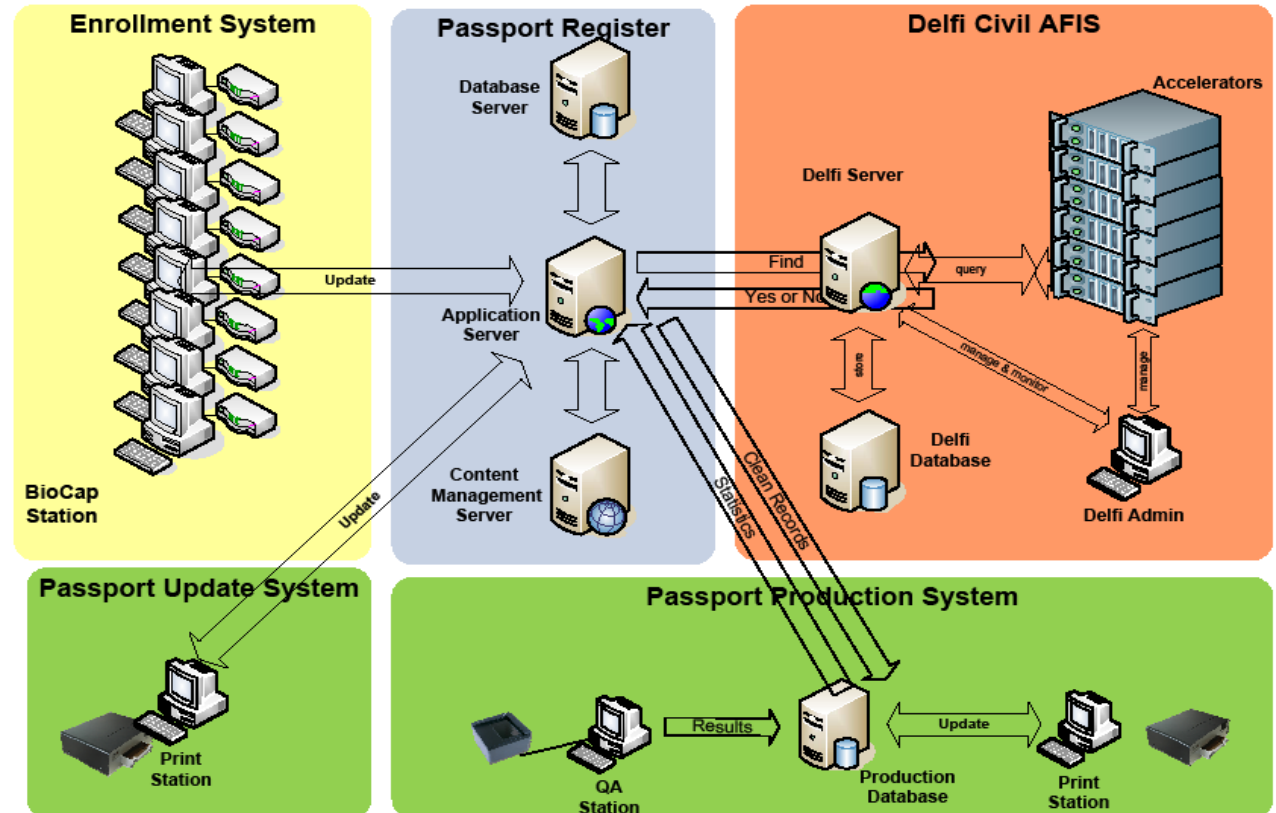 Enrollment System
BioCap
Station
Update
Passport Register
Database
Server
Application
Server
Content
Management
Server
Find
Yes or No
Delfi Civil AFIS
Accelerators
Delfi Server
query
store
manage & monitor
manage
Delfi
Database
Delfi Admin
Update
Statistics
Clean Records
Passport Update System
Print
Station
Passport Production System
QA
Station
Results
Production
Database
Update
Print
Station